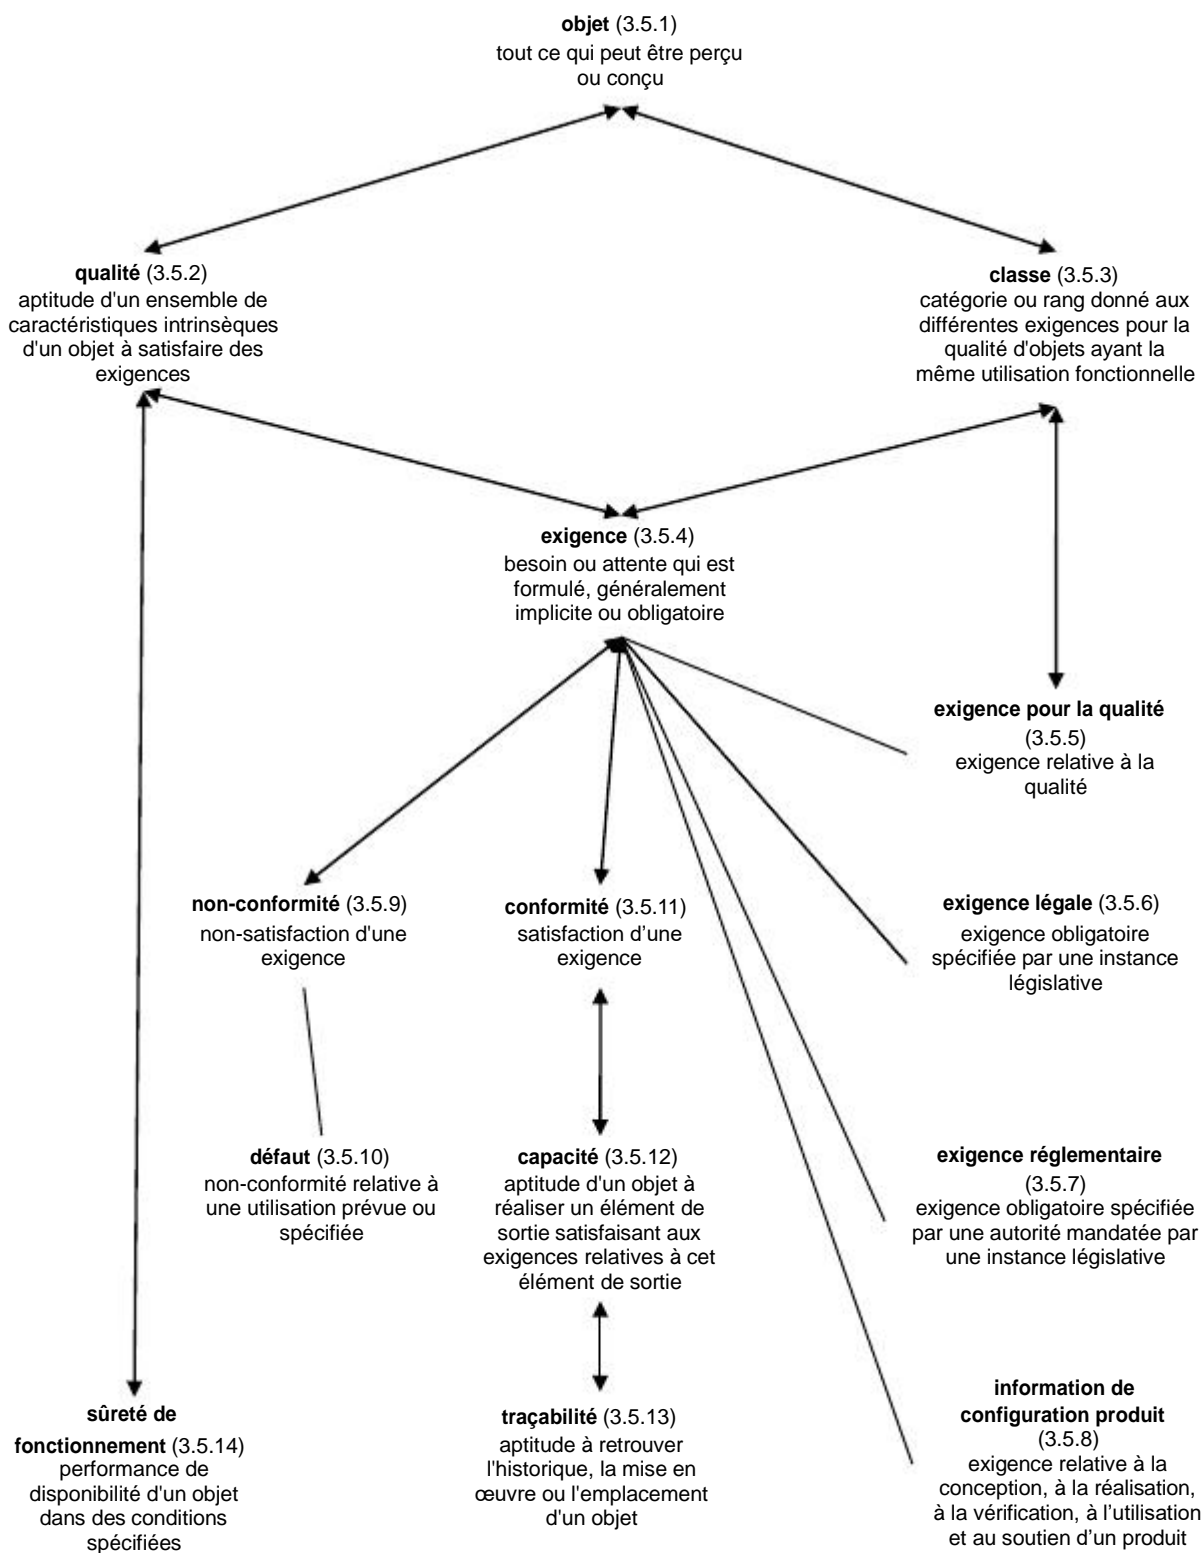 objet (3.5.1)
tout ce qui peut être perçu
ou conçu
qualité (3.5.2)
aptitude d'un ensemble de
caractéristiques intrinsèques
d'un objet à satisfaire des
exigences
classe (3.5.3)
catégorie ou rang donné aux
différentes exigences pour la
qualité d'objets ayant la
même utilisation fonctionnelle
exigence (3.5.4)
besoin ou attente qui est
formulé, généralement
implicite ou obligatoire
exigence pour la qualité
(3.5.5)
exigence relative à la
qualité
non-conformité (3.5.9)
non-satisfaction d'une
exigence
conformité (3.5.11)
satisfaction d’une
exigence
exigence légale (3.5.6)
exigence obligatoire
spécifiée par une instance
législative
défaut (3.5.10)
non-conformité relative à
une utilisation prévue ou
spécifiée
capacité (3.5.12)
aptitude d'un objet à
réaliser un élément de
sortie satisfaisant aux
exigences relatives à cet
élément de sortie
exigence réglementaire
(3.5.7)
exigence obligatoire spécifiée
par une autorité mandatée par
une instance législative
sûreté de
fonctionnement (3.5.14)
performance de
disponibilité d'un objet
dans des conditions
spécifiées
traçabilité (3.5.13)
aptitude à retrouver
l'historique, la mise en
œuvre ou l'emplacement
d'un objet
information de
configuration produit
(3.5.8)
exigence relative à la
conception, à la réalisation,
à la vérification, à l’utilisation
et au soutien d’un produit